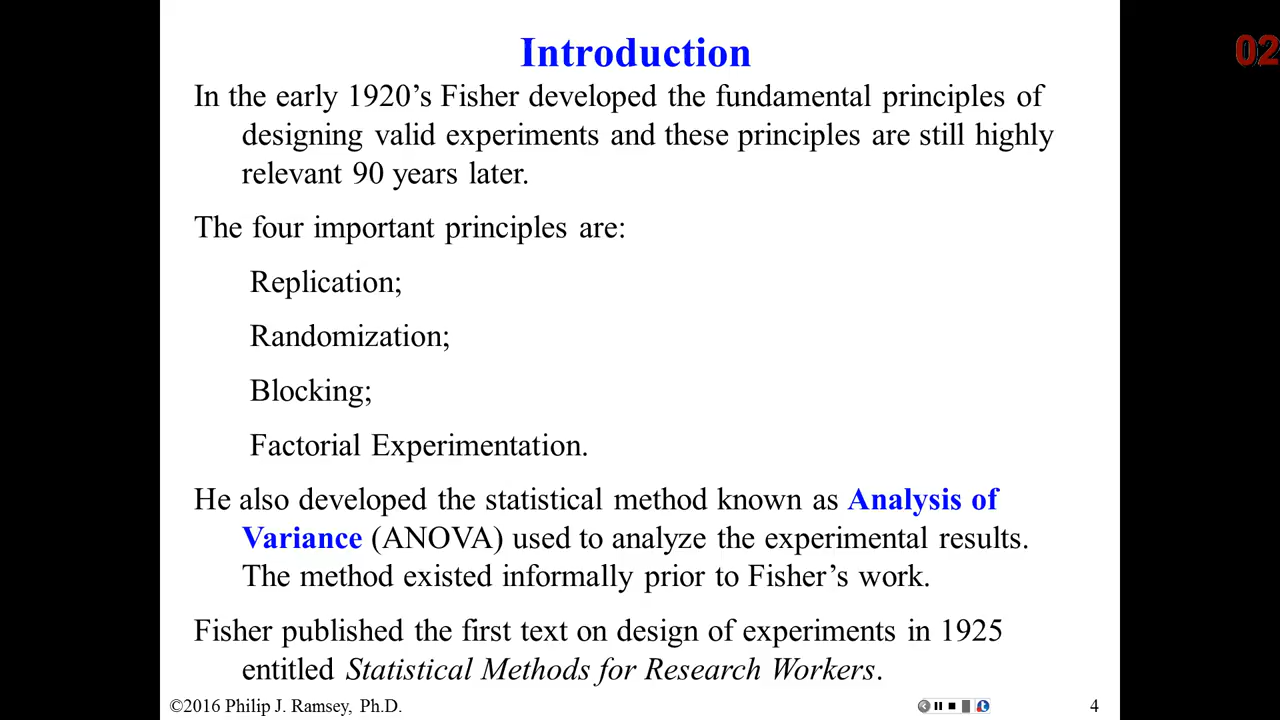 Introduction
02
In the early 1920’s Fisher developed the fundamental principles of
designing valid experiments and these principles are still highly
relevant 90 years later.
The four important principles are:
Replication;
Randomization;
Blocking;
Factorial Experimentation.
He also developed the statistical method known as Analysis of
Variance (ANOVA) used to analyze the experimental results.
The method existed informally prior to Fisher’s work.
Fisher published the first text on design of experiments in 1925
entitled Statistical Methods for Research Workers.
©2016 Philip J. Ramsey, Ph.D.
4